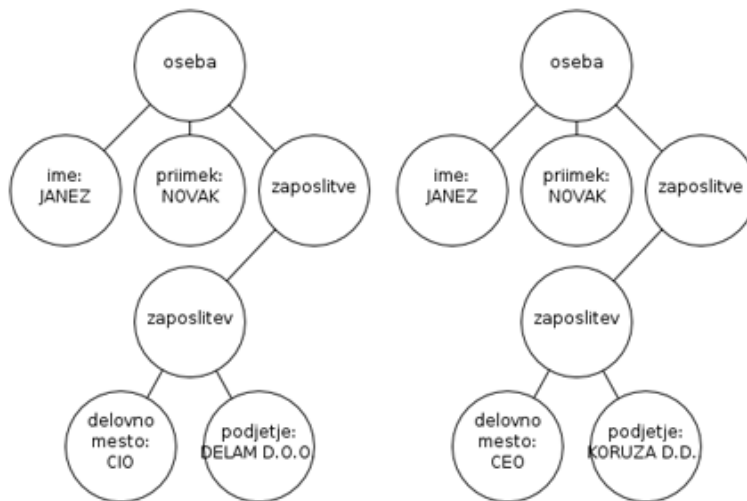 oseba
oseba
ime:
JANEZ
priimek:
NOVAK
zaposlitve
ime:
JANEZ
priimek:
NOVAK
zaposlitve
zaposlitev
zaposlitev
delovno
mesto:
CIO
podjetje:
DELAM D.O.O.
delovno
mesto:
CEO
podjetje:
KORUZA D.D.